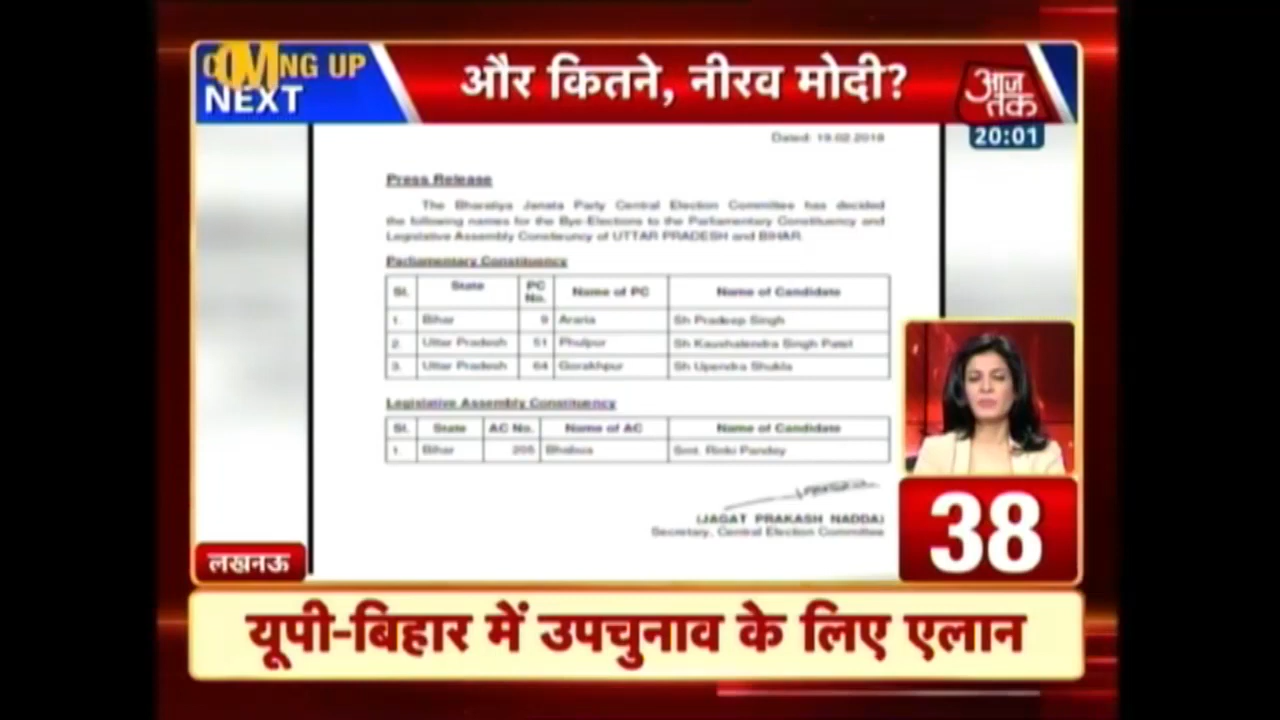 COMING UP
NEXT
और कितने, नीरव मोदी?
आज
तक
20:01
Dated: 19.02.2018
Press Release
The Bharatiya Janata Party Central Election Committee has decided
the following names for the Bye-Elections to the Parliamentary Constituency and
Legislative Assembly Constituency of UTTAR PRADESH and BIHAR.
Parliamentary Constituency
Sl. State PC No. Name of PC Name of Candidate
1. Bihar 9 Araria Sh Pradeep Singh
2. Uttar Pradesh 51 Phulpur Sh Kaushalendra Singh Patel
3. Uttar Pradesh 64 Gorakhpur Sh Upendra Shukla
Legislative Assembly Constituency
Sl. State AC No. Name of AC Name of Candidate
1. Bihar 205 Bhabua Smt. Rinki Pandey
(JAGAT PRAKASH NADDA)
Secretary, Central Election Committee
38
लखनऊ
यूपी-बिहार में उपचुनाव के लिए एलान